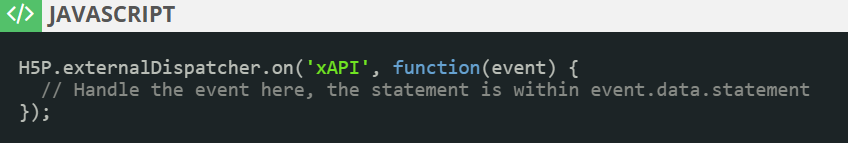 </> JAVASCRIPT
H5P.externalDispatcher.on('xAPI', function(event) {
// Handle the event here, the statement is within event.data.statement
});